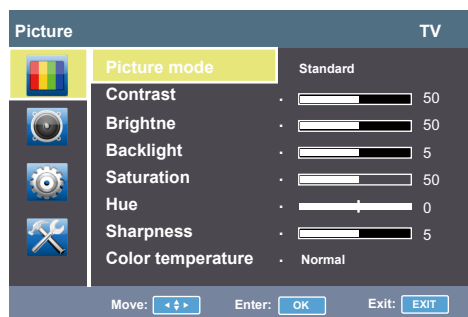 Picture TV
Picture mode Standard
Contrast . 50
Brightne . 50
Backlight . 5
Saturation . 50
Hue . 0
Sharpness . 5
Color temperature . Normal
Move: Enter: OK Exit: EXIT